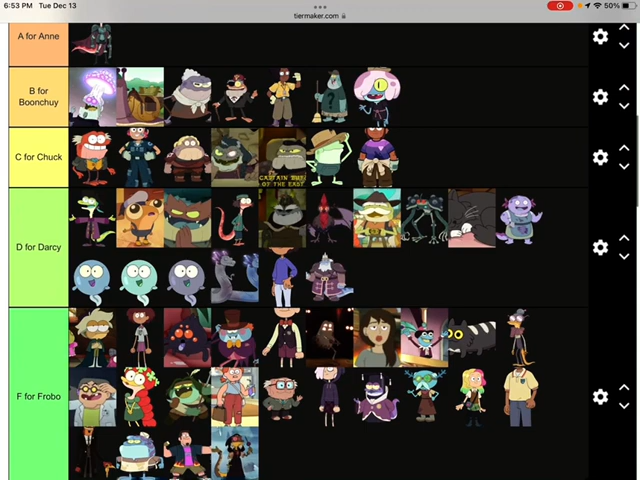 6:53 PM Tue Dec 13
50%
tiermaker.com
A for Anne
B for
Boonchuy
C for Chuck
CAPTAIN BUFO
OF THE EAST
D for Darcy
F for Frobo